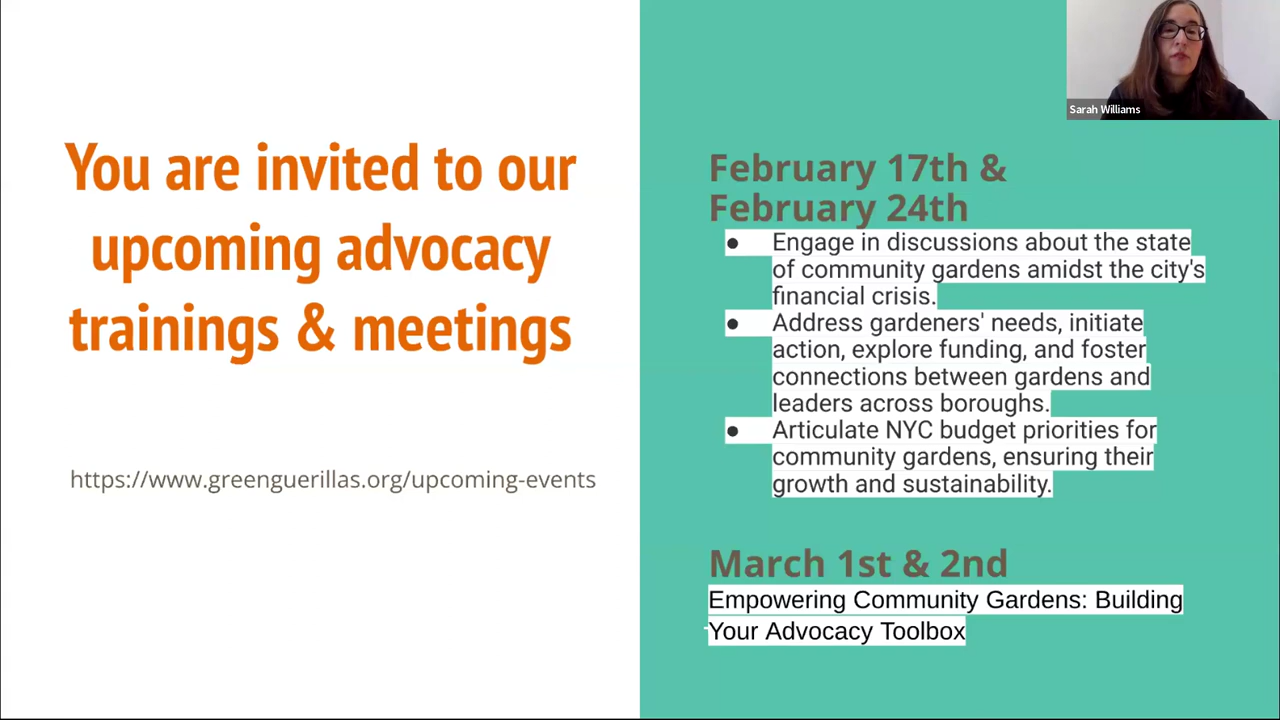 You are invited to our
upcoming advocacy
trainings & meetings
https://www.greenguerillas.org/upcoming-events
Sarah Williams
February 17th &
February 24th
● Engage in discussions about the state
of community gardens amidst the city's
financial crisis.
● Address gardeners' needs, initiate
action, explore funding, and foster
connections between gardens and
leaders across boroughs.
● Articulate NYC budget priorities for
community gardens, ensuring their
growth and sustainability.
March 1st & 2nd
Empowering Community Gardens: Building
Your Advocacy Toolbox